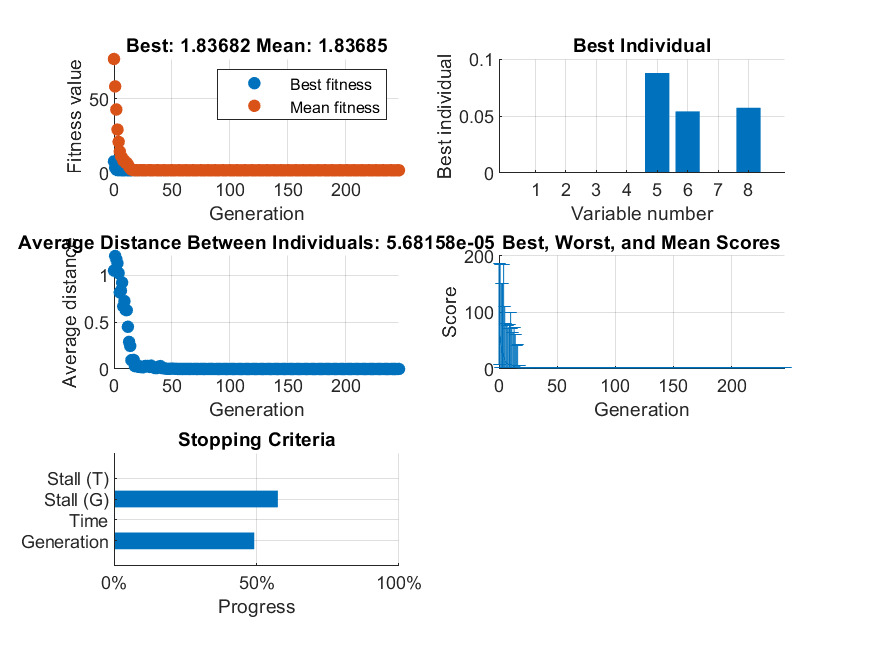 Best: 1.83682 Mean: 1.83685
Fitness value
50
0
Best fitness
Mean fitness
0 50 100 150 200
Generation
Best Individual
Best individual
0.1
0.05
0
1 2 3 4 5 6 7 8
Variable number
Average Distance Between Individuals: 5.68158e-05
Average distance
1
0.5
0
0 50 100 150 200
Generation
Best, Worst, and Mean Scores
Score
200
100
0
0 50 100 150 200
Generation
Stopping Criteria
Stall (T)
Stall (G)
Time
Generation
0% 50% 100%
Progress